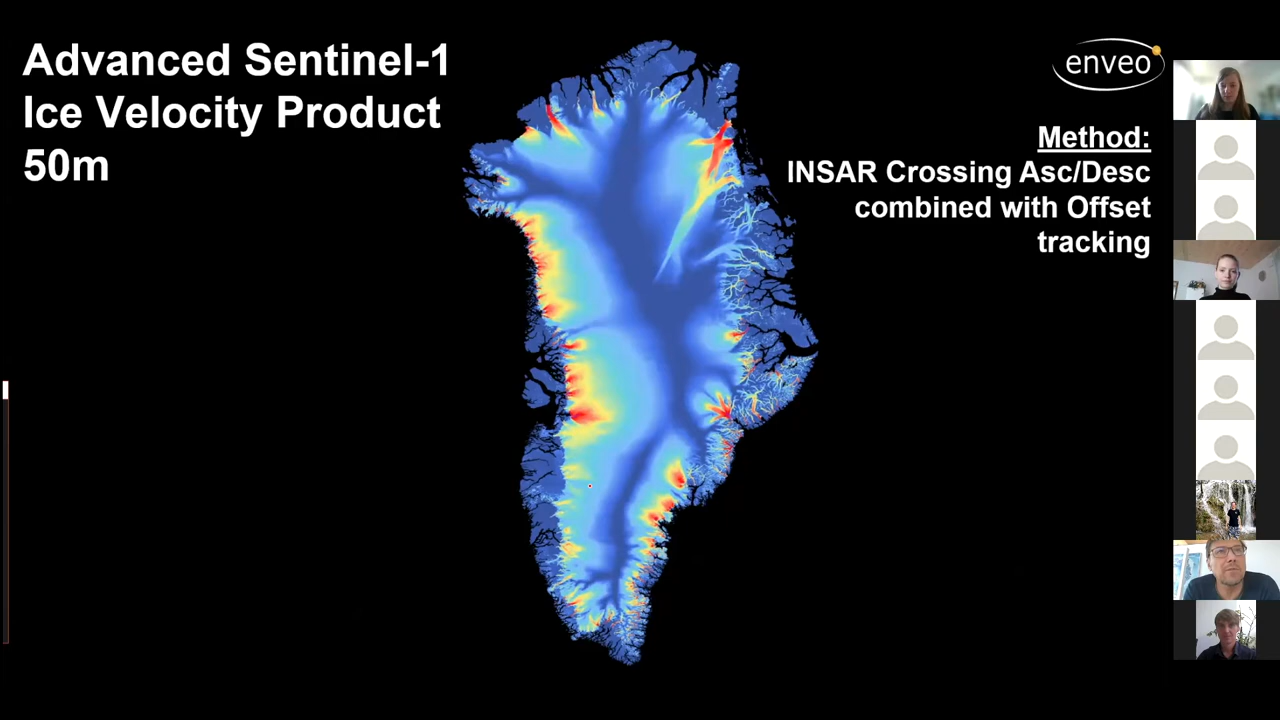 Advanced Sentinel-1
Ice Velocity Product
50m
enveo
Method:
INSAR Crossing Asc/Desc
combined with Offset
tracking